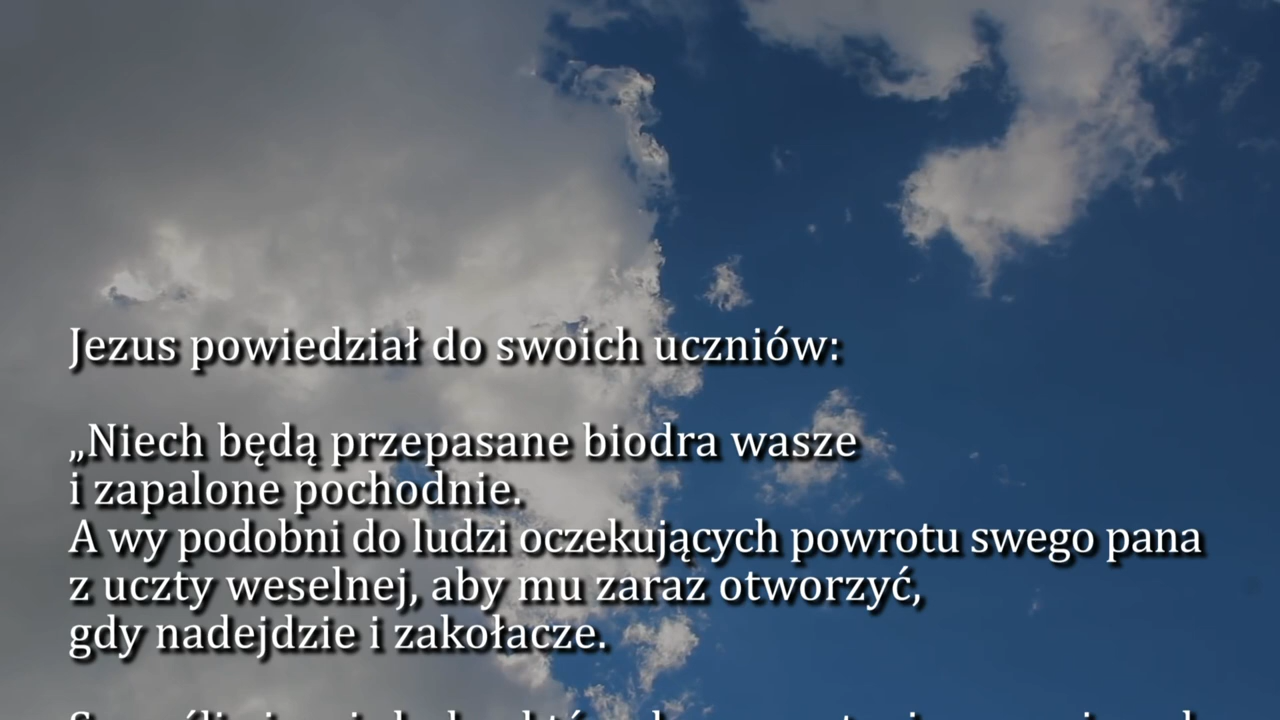 Jezus powiedział do swoich uczniów:
„Niech będą przepasane biodra wasze
i zapalone pochodnie.
A wy podobni do ludzi oczekujących powrotu swego pana
z uczty weselnej, aby mu zaraz otworzyć,
gdy nadejdzie i zakołacze.